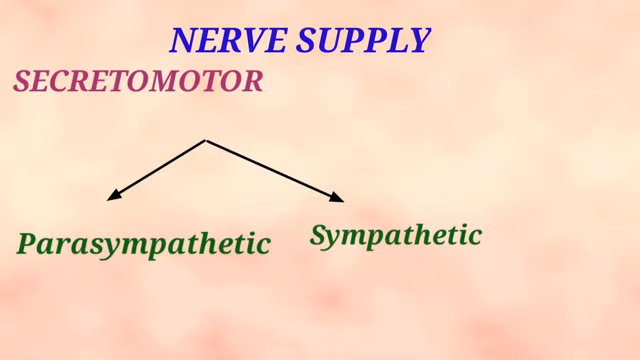 NERVE SUPPLY
SECRETOMOTOR
Parasympathetic
Sympathetic